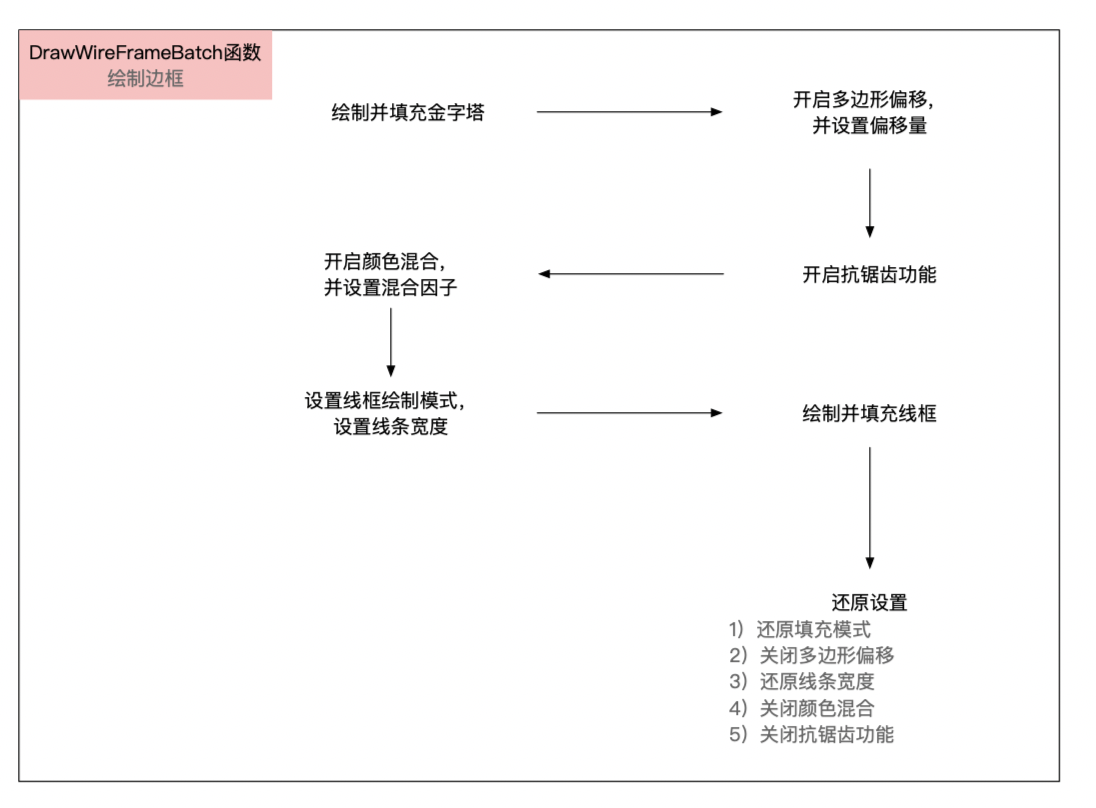 DrawWireFrameBatch函数
绘制边框
绘制并填充金字塔
开启多边形偏移，
并设置偏移量
开启抗锯齿功能
开启颜色混合，
并设置混合因子
设置线框绘制模式，
设置线条宽度
绘制并填充线框
还原设置
1）还原填充模式
2）关闭多边形偏移
3）还原线条宽度
4）关闭颜色混合
5）关闭抗锯齿功能